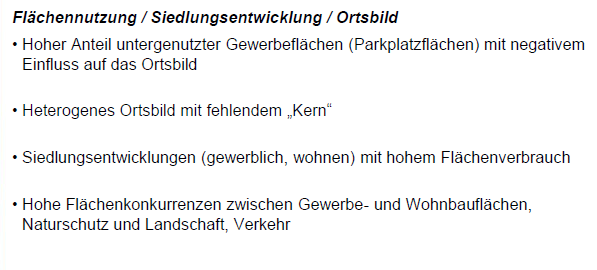 Flächennutzung / Siedlungsentwicklung / Ortsbild
• Hoher Anteil untergenutzter Gewerbeflächen (Parkplatzflächen) mit negativem
Einfluss auf das Ortsbild
• Heterogenes Ortsbild mit fehlendem „Kern“
• Siedlungsentwicklungen (gewerblich, wohnen) mit hohem Flächenverbrauch
• Hohe Flächenkonkurrenzen zwischen Gewerbe- und Wohnbauflächen,
Naturschutz und Landschaft, Verkehr